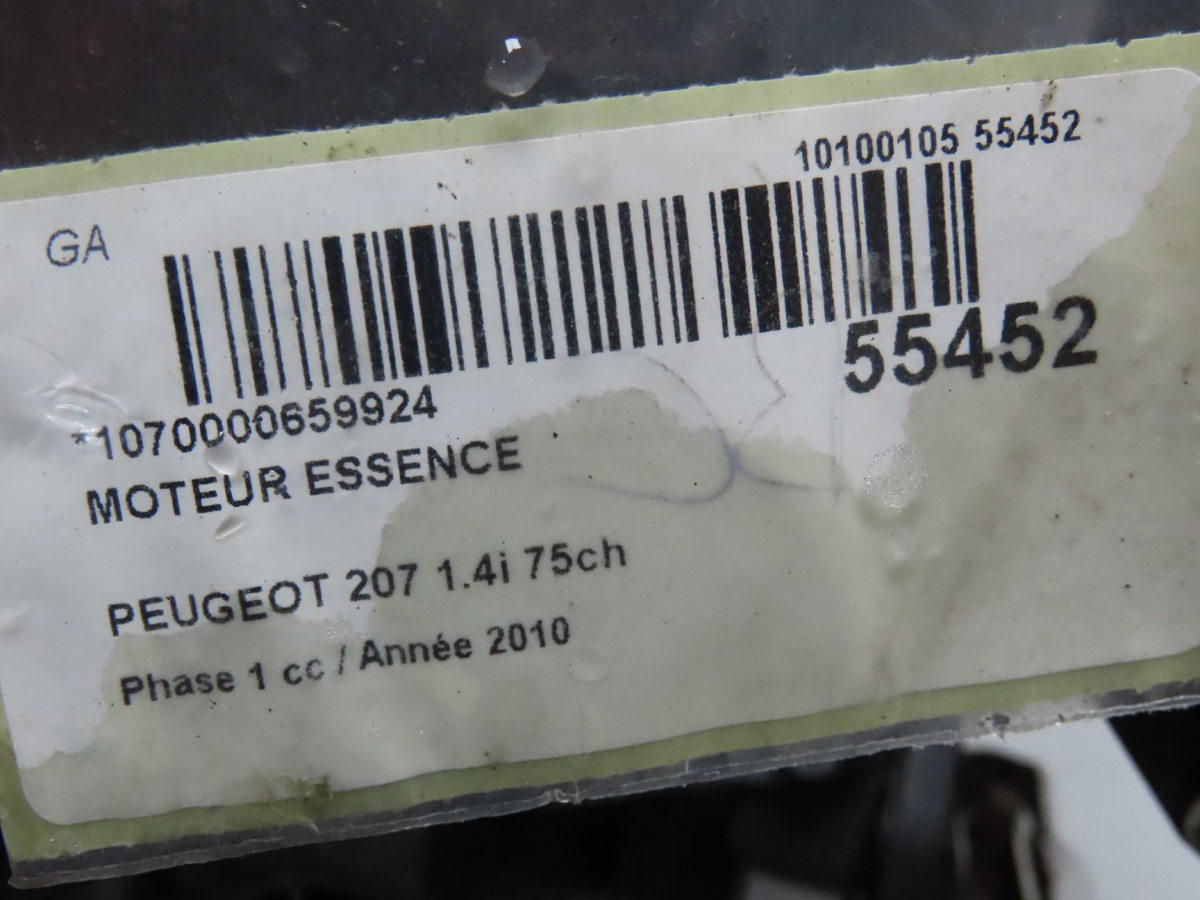 10100105 55452
GA
55452
*1070000659924
MOTEUR ESSENCE
PEUGEOT 207 1.4i 75ch
Phase 1 cc / Année 2010